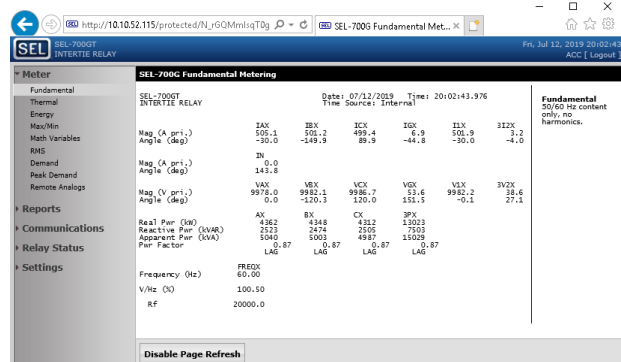 http://10.10.52.115/protected/N_rGQMmIsqT0g
SEL-700G Fundamental Met...
SEL
SEL-700GT
INTERTIE RELAY
Fri, Jul 12, 2019 20:02:43
ACC [ Logout ]
Meter
Fundamental
Thermal
Energy
Max/Min
Math Variables
RMS
Demand
Peak Demand
Remote Analogs
Reports
Communications
Relay Status
Settings
SEL-700G Fundamental Metering
SEL-700GT Date: 07/12/2019 Time: 20:02:43.976
INTERTIE RELAY Time Source: Internal
IAX IBX ICX IGX I1X 3I2X
Mag (A pri.) 505.1 501.2 499.4 6.9 501.9 3.2
Angle (deg) -30.0 -149.9 89.9 -44.8 -30.0 -4.0
IN
Mag (A pri.) 0.0
Angle (deg) 143.8
VAX VBX VCX VGX V1X 3V2X
Mag (V pri.) 9978.0 9982.1 9986.7 53.6 9982.2 38.6
Angle (deg) 0.0 -120.3 120.0 151.5 -0.1 27.1
AX BX CX 3PX
Real Pwr (kW) 4362 4348 4312 13023
Reactive Pwr (kVAR) 2523 2474 2505 7503
Apparent Pwr (kVA) 5040 5003 4987 15029
Pwr Factor 0.87 0.87 0.87 0.87
LAG LAG LAG LAG
FREQX
Frequency (Hz) 60.00
V/Hz (%) 100.50
Rf 20000.0
Fundamental
50/60 Hz content
only, no
harmonics.
Disable Page Refresh